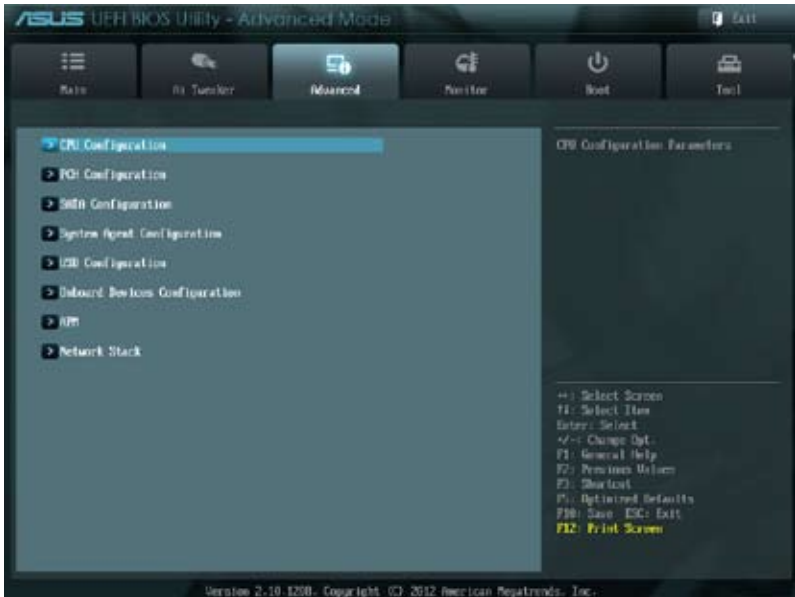 ASUS UEFI BIOS Utility - Advanced Mode
Exit
Main
Ai Tweaker
Advanced
Monitor
Boot
Tool
> CPU Configuration
> PCH Configuration
> SATA Configuration
> System Agent Configuration
> USB Configuration
> Onboard Devices Configuration
> APM
> Network Stack
CPU Configuration Parameters
→←: Select Screen
↑↓: Select Item
Enter: Select
+/-: Change Opt.
F1: General Help
F2: Previous Values
F3: Shortcut
F5: Optimized Defaults
F10: Save ESC: Exit
F12: Print Screen
Version 2.10.1208. Copyright (C) 2012 American Megatrends, Inc.